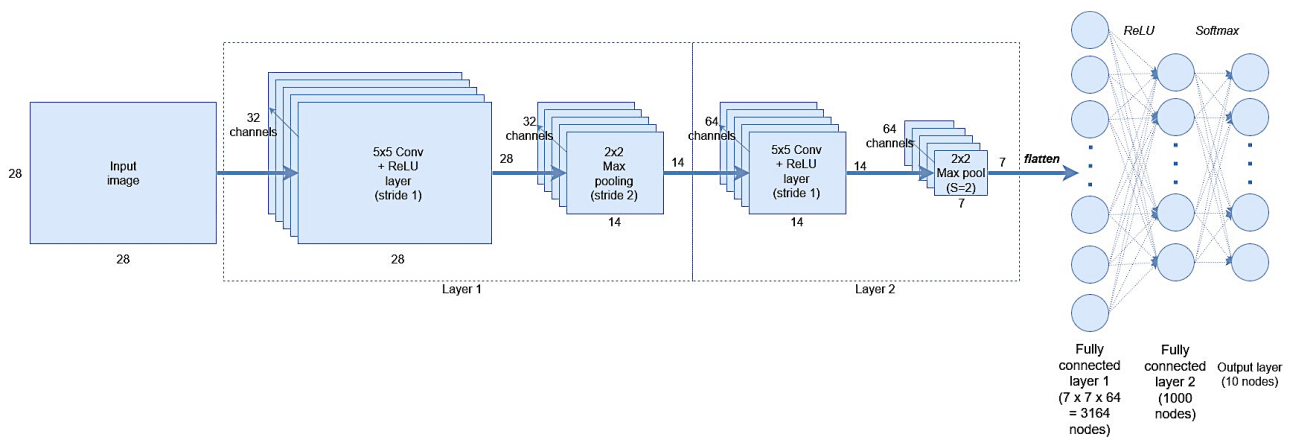 28
Input
image
28
32
channels
5x5 Conv
+ ReLU
layer
(stride 1)
28
28
32
channels
2x2
Max
pooling
(stride 2)
14
14
Layer 1
64
channels
5x5 Conv
+ ReLU
layer
(stride 1)
14
14
64
channels
2x2
Max pool
(S=2)
7
7
Layer 2
flatten
ReLU
Softmax
Fully
connected
layer 1
(7 x 7 x 64
= 3164
nodes)
Fully
connected
layer 2
(1000
nodes)
Output layer
(10 nodes)